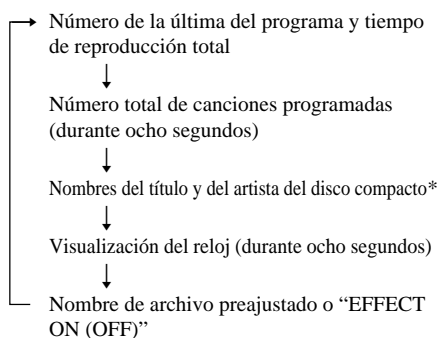 Número de la última del programa y tiempo
de reproducción total
Número total de canciones programadas
(durante ocho segundos)
Nombres del título y del artista del disco compacto*
Visualización del reloj (durante ocho segundos)
Nombre de archivo preajustado o “EFFECT
ON (OFF)”